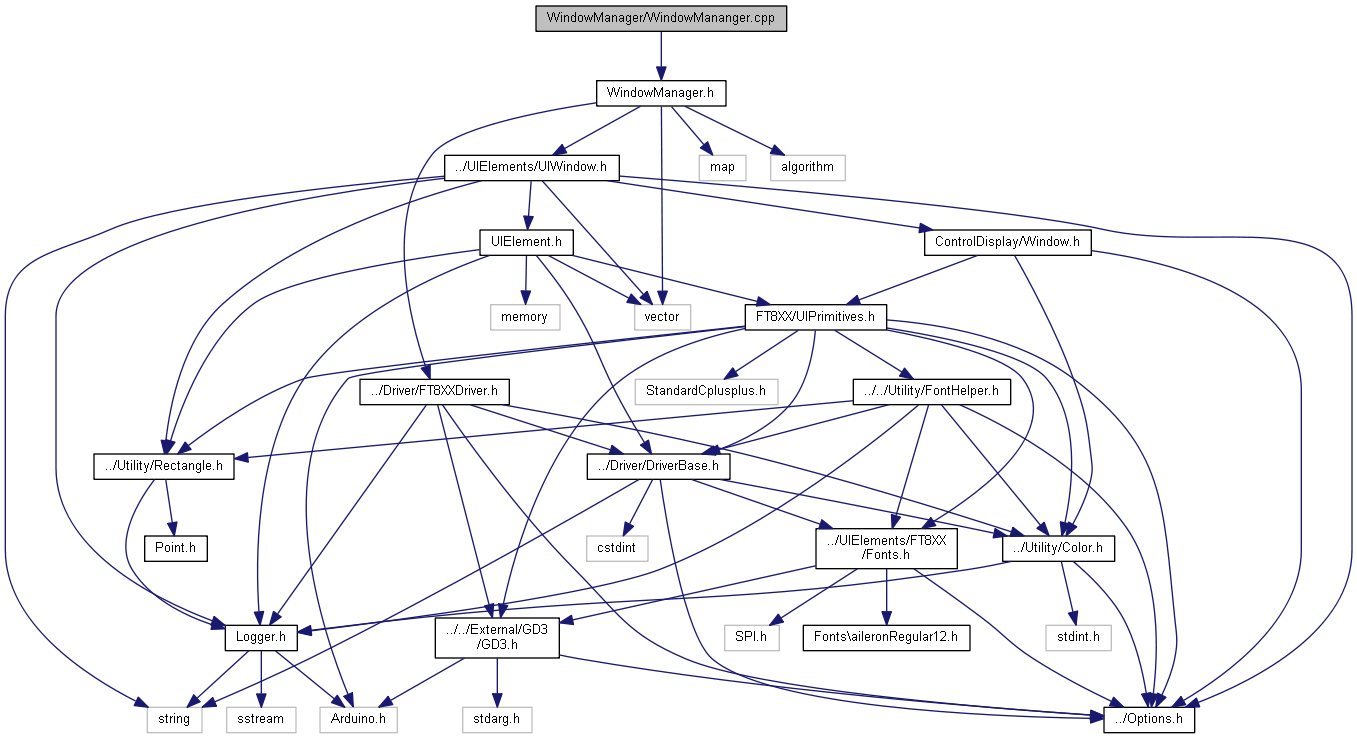 WindowManager/WindowMananger.cpp
WindowManager.h
../UIElements/UIWindow.h
map
algorithm
UIElement.h
ControlDisplay/Window.h
memory
vector
FT8XX/UIPrimitives.h
../Driver/FT8XXDriver.h
StandardCplusplus.h
../../Utility/FontHelper.h
../Utility/Rectangle.h
../Driver/DriverBase.h
Point.h
cstdint
../UIElements/FT8XX
/Fonts.h
../Utility/Color.h
Logger.h
../../External/GD3
/GD3.h
SPI.h
Fonts\aileronRegular12.h
stdint.h
string
sstream
Arduino.h
stdarg.h
../Options.h